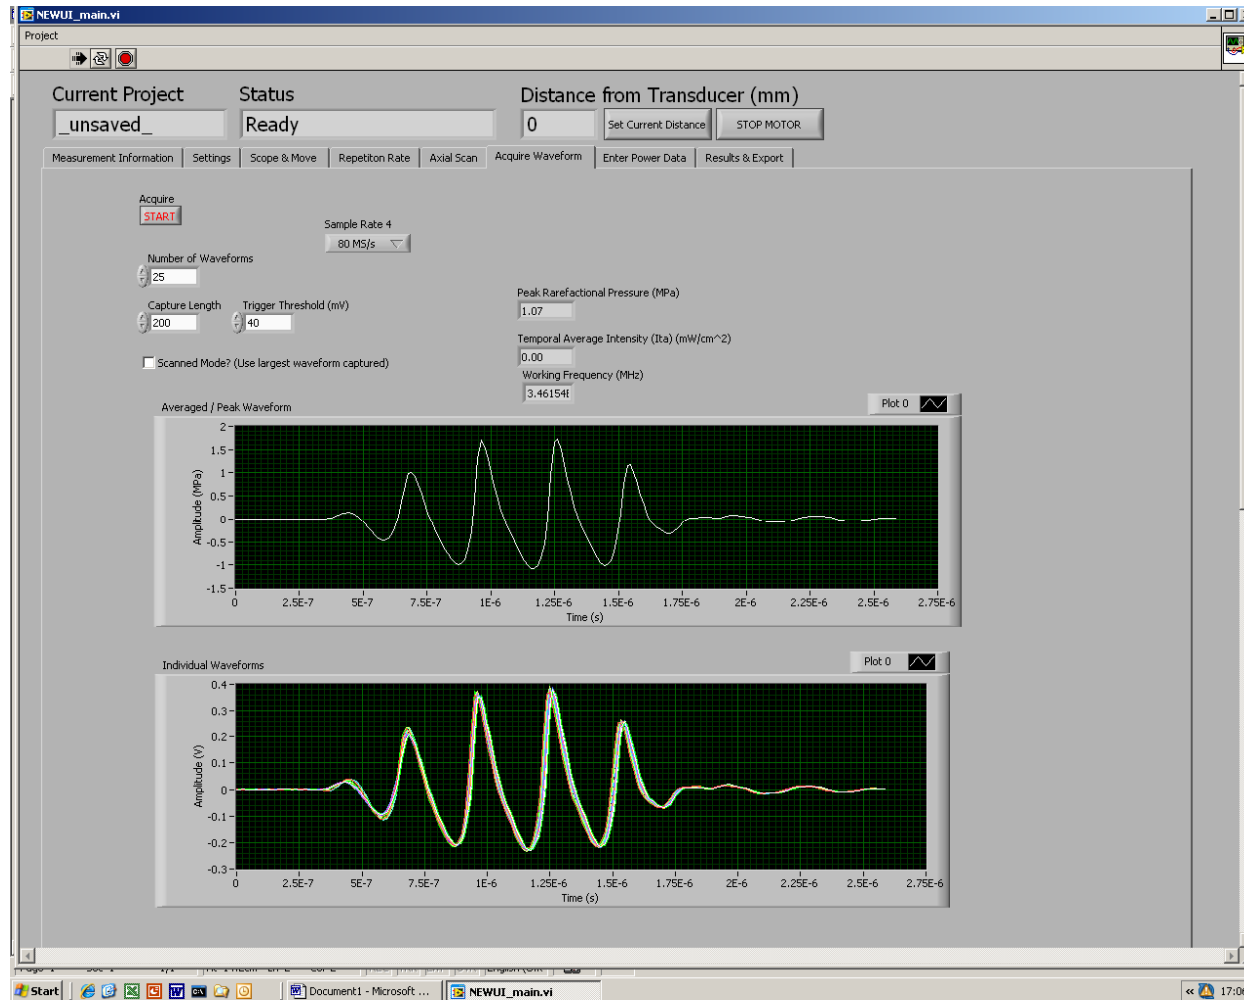 NEWUI_main.vi
Project
Current Project Status Distance from Transducer (mm)
_unsaved_ Ready 0 Set Current Distance STOP MOTOR
Measurement Information Settings Scope & Move Repetiton Rate Axial Scan Acquire Waveform Enter Power Data Results & Export
Acquire
START
Sample Rate 4
80 MS/s
Number of Waveforms
25
Capture Length Trigger Threshold (mV)
200 40
Scanned Mode? (Use largest waveform captured)
Peak Rarefactional Pressure (MPa)
1.07
Temporal Average Intensity (Ita) (mW/cm^2)
0.00
Working Frequency (MHz)
3.46154
Averaged / Peak Waveform Plot 0
2
1.5
1
0.5
0
-0.5
-1
-1.5
Amplitude (MPa)
0 2.5E-7 5E-7 7.5E-7 1E-6 1.25E-6 1.5E-6 1.75E-6 2E-6 2.25E-6 2.5E-6 2.75E-6
Time (s)
Individual Waveforms Plot 0
0.4
0.3
0.2
0.1
0
-0.1
-0.2
-0.3
Amplitude (V)
0 2.5E-7 5E-7 7.5E-7 1E-6 1.25E-6 1.5E-6 1.75E-6 2E-6 2.25E-6 2.5E-6 2.75E-6
Time (s)
Start Document1 - Microsoft ... NEWUI_main.vi 17:06